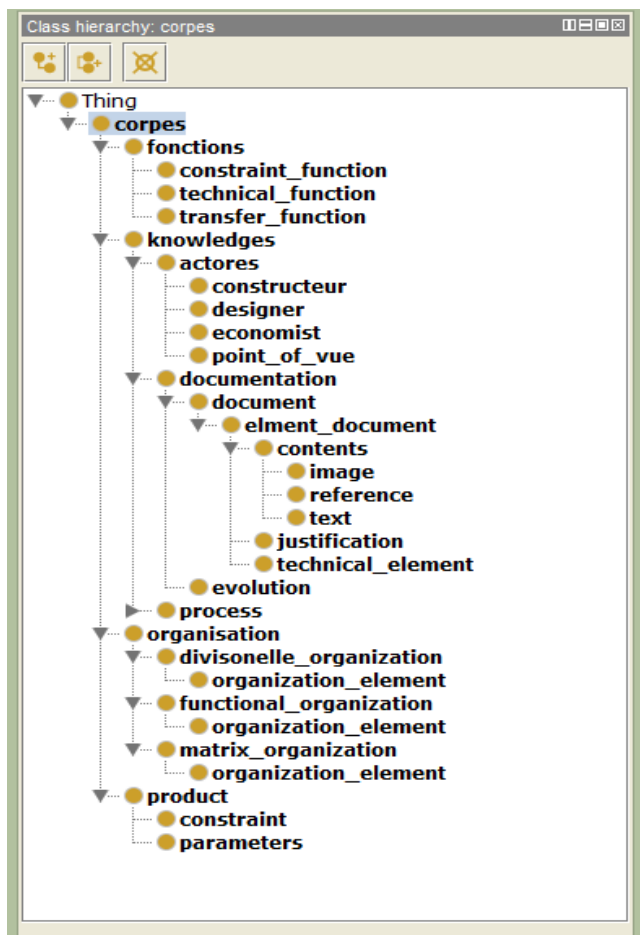 Class hierarchy: corpes
Thing
corpes
fonctions
constraint_function
technical_function
transfer_function
knowledges
actores
constructeur
designer
economist
point_of_vue
documentation
document
elment_document
contents
image
reference
text
justification
technical_element
evolution
process
organisation
divisonelle_organization
organization_element
functional_organization
organization_element
matrix_organization
organization_element
product
constraint
parameters